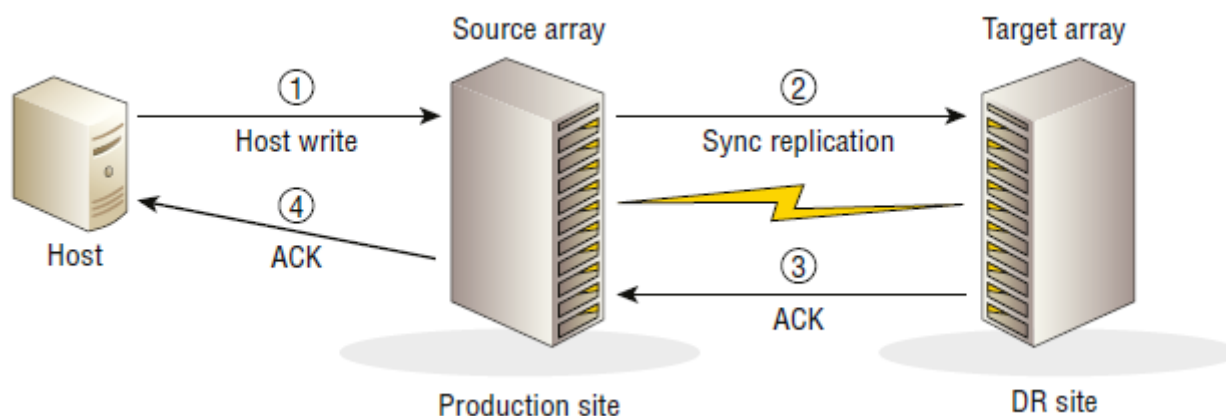 Source array
Target array
①
②
Host write
Sync replication
④
Host
ACK
③
ACK
Production site
DR site